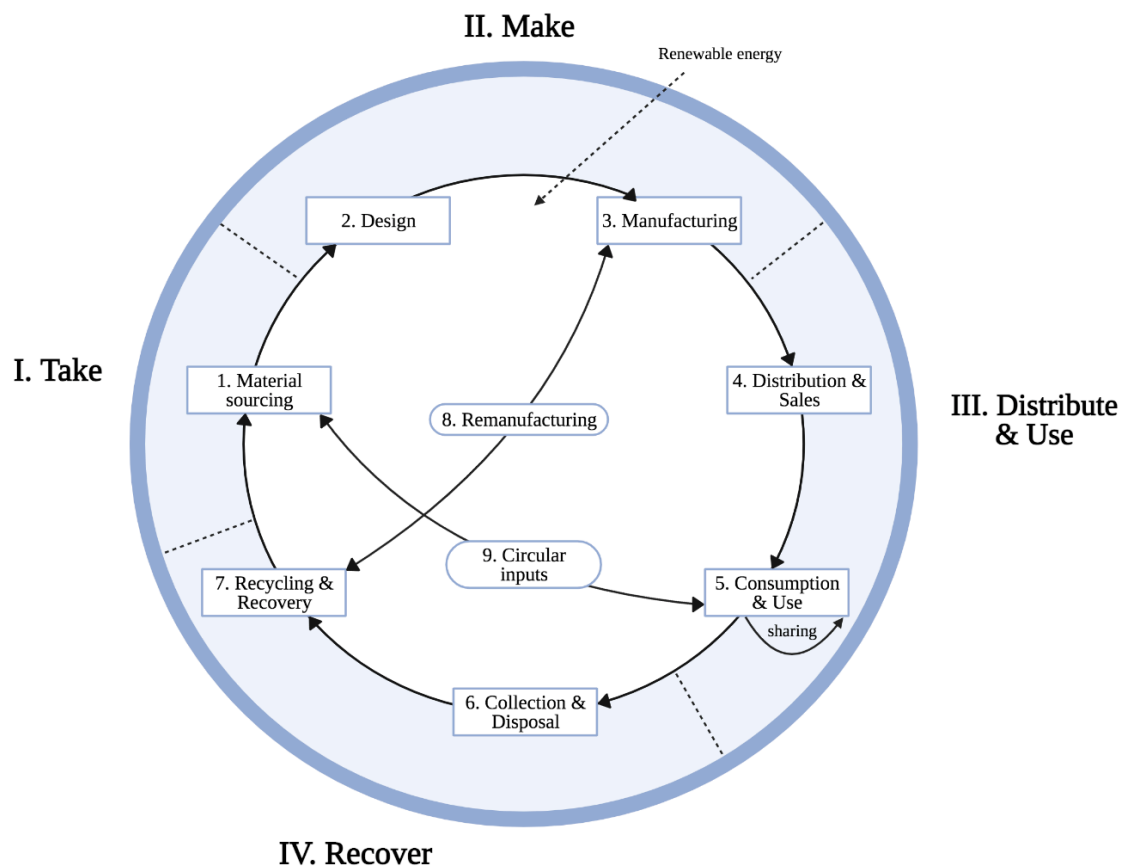 II. Make
Renewable energy
2. Design
3. Manufacturing
I. Take
1. Material
sourcing
4. Distribution &
Sales
III. Distribute
& Use
8. Remanufacturing
9. Circular
inputs
7. Recycling &
Recovery
5. Consumption
& Use
sharing
6. Collection &
Disposal
IV. Recover